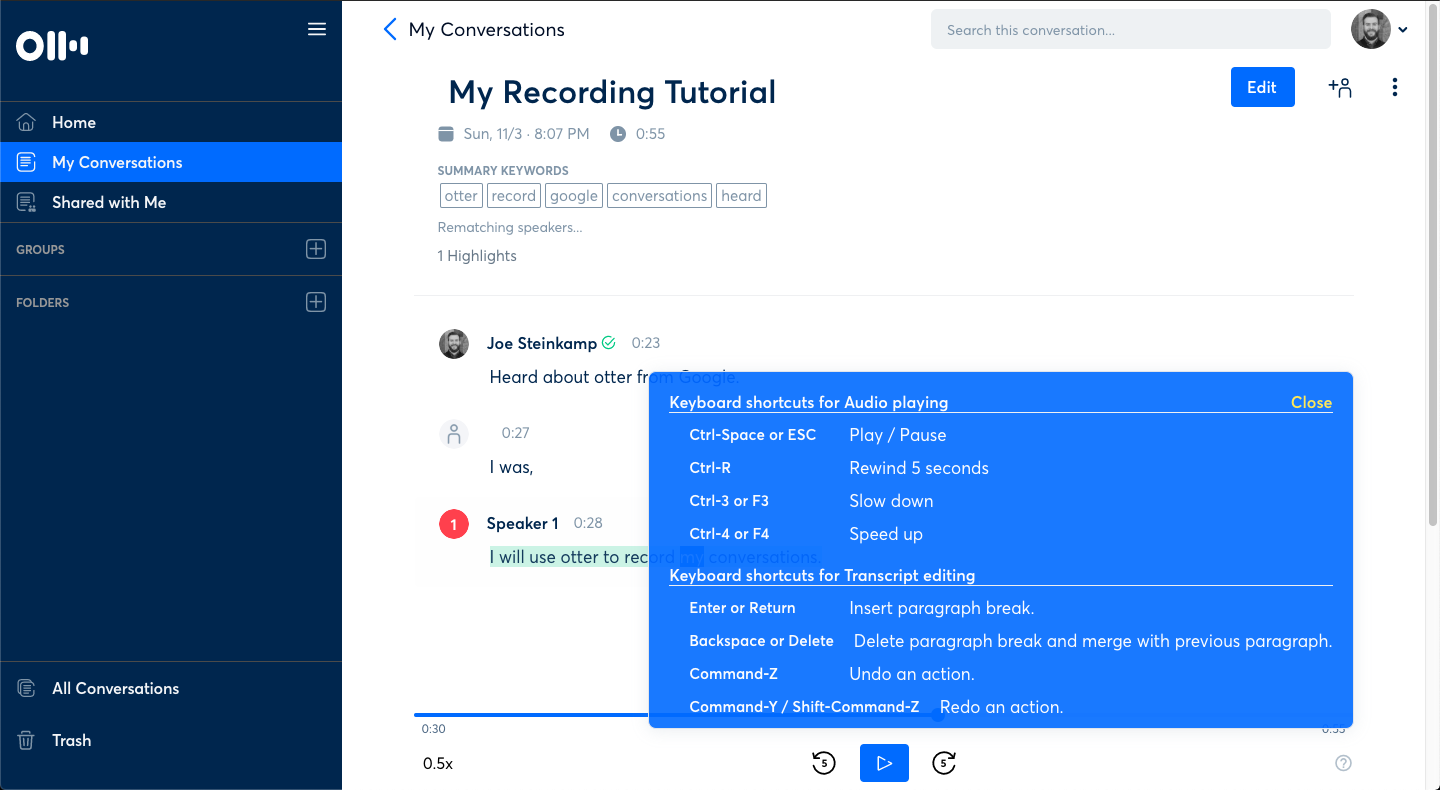 My Conversations
Search this conversation...
My Recording Tutorial
Edit
Sun, 11/3 · 8:07 PM 0:55
SUMMARY KEYWORDS
otter record google conversations heard
Rematching speakers...
1 Highlights
Home
My Conversations
Shared with Me
GROUPS
FOLDERS
All Conversations
Trash
Joe Steinkamp 0:23
Heard about otter from Google.
0:27
I was,
1 Speaker 1 0:28
I will use otter to record my conversations.
Keyboard shortcuts for Audio playing Close
Ctrl-Space or ESC Play / Pause
Ctrl-R Rewind 5 seconds
Ctrl-3 or F3 Slow down
Ctrl-4 or F4 Speed up
Keyboard shortcuts for Transcript editing
Enter or Return Insert paragraph break.
Backspace or Delete Delete paragraph break and merge with previous paragraph.
Command-Z Undo an action.
Command-Y / Shift-Command-Z Redo an action.
0:30 0:55
0.5x 5 5 ?